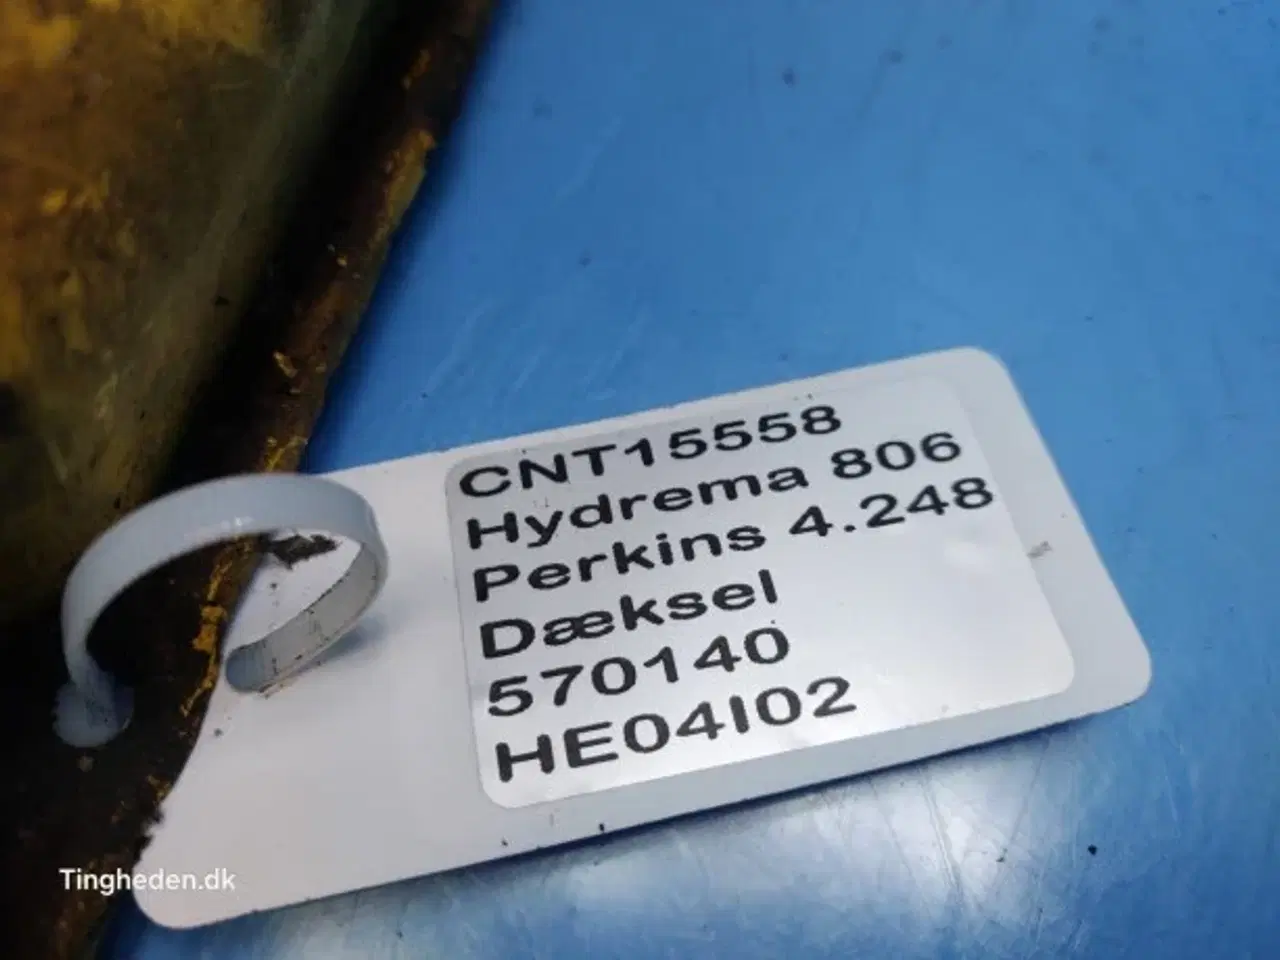 CNT15558
Hydrema 806
Perkins 4.248
Dæksel
570140
HE04I02
Tingheden.dk